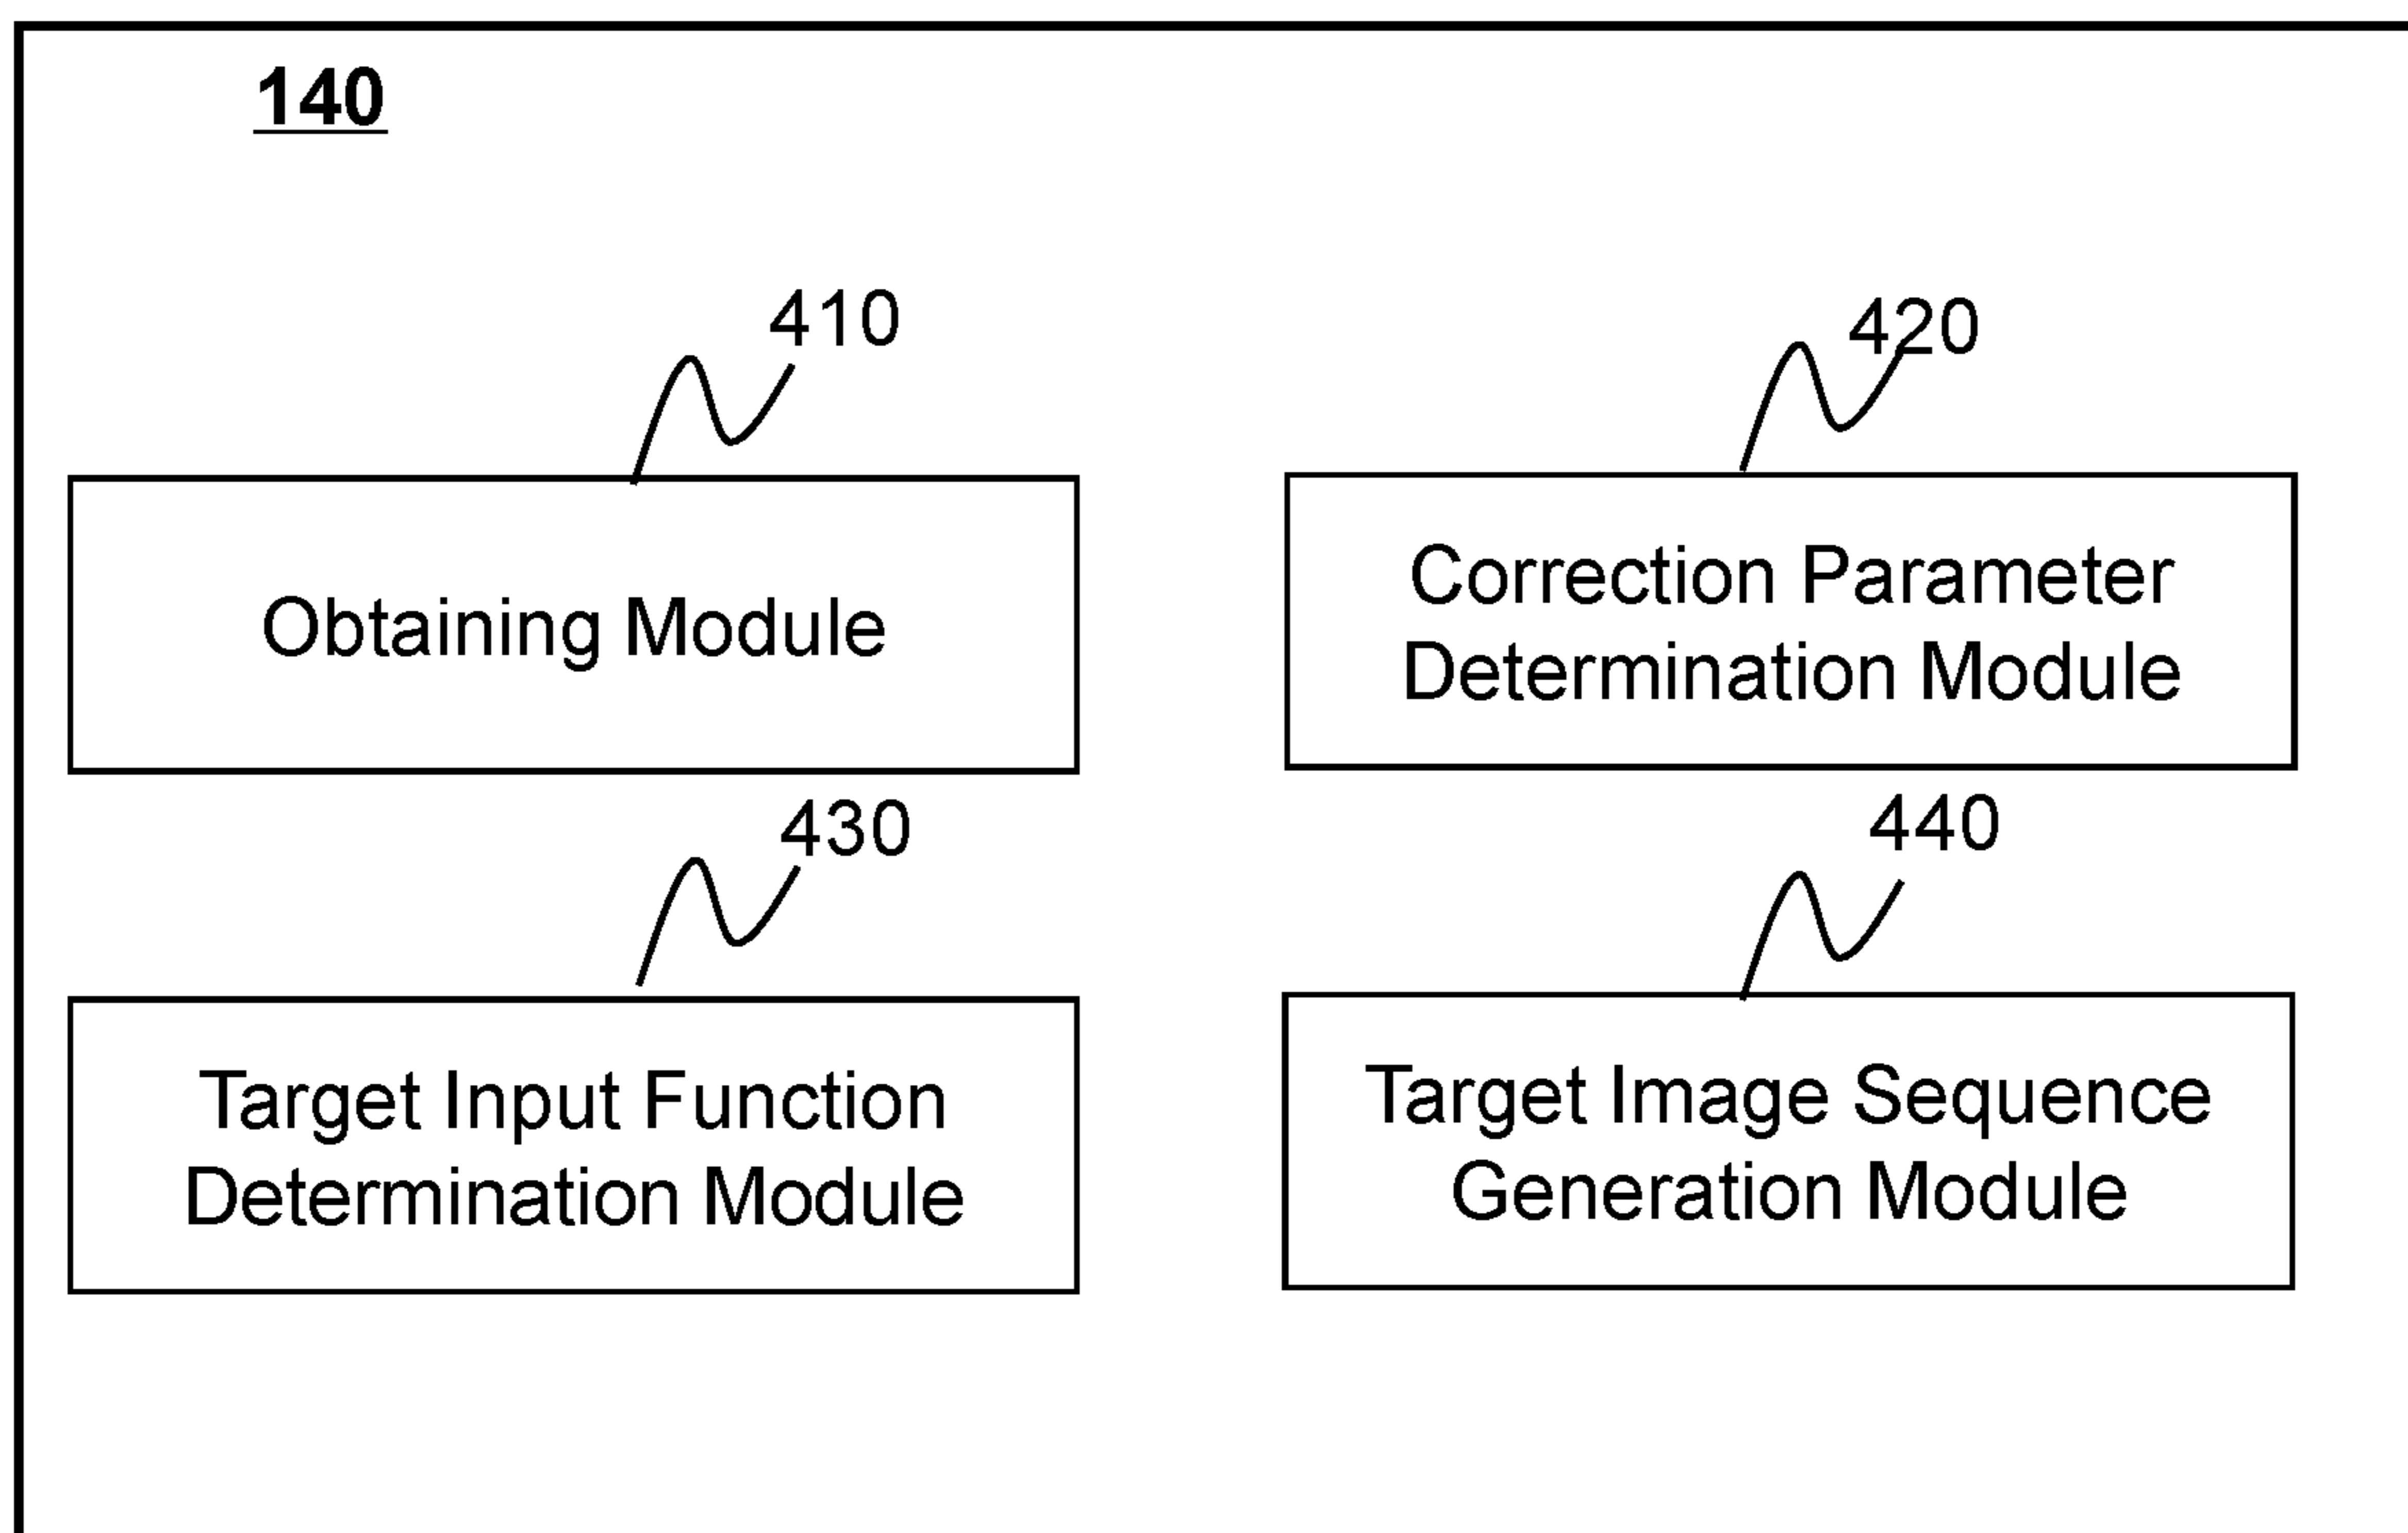 140
410
420
Obtaining Module
Correction Parameter
Determination Module
430
440
Target Input Function
Determination Module
Target Image Sequence
Generation Module